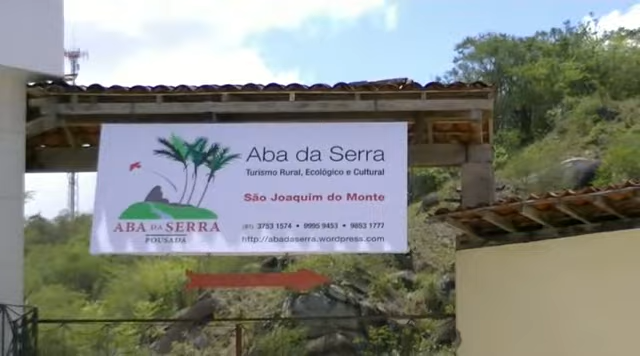 Aba da Serra
Turismo Rural, Ecológico e Cultural
São Joaquim do Monte
ABA DA SERRA
POUSADA
(81) 3753 1574 • 9995 9453 • 9853 1777
http://abadaserra.wordpress.com